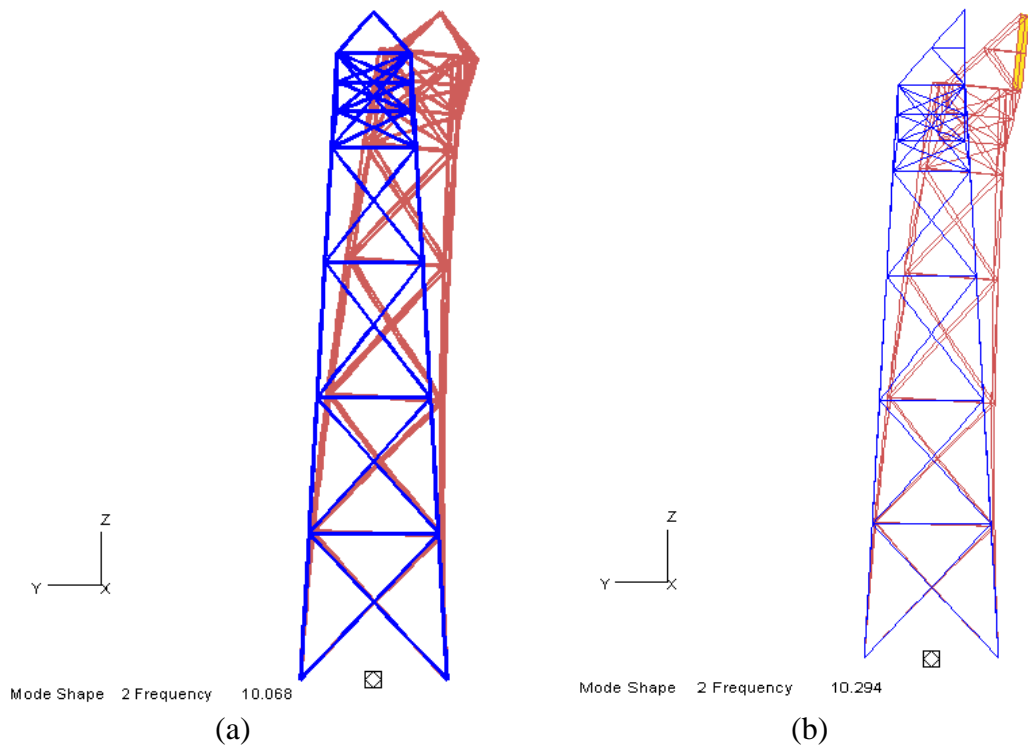 Z
Y
X
Mode Shape 2 Frequency 10.068
(a)
Z
Y
X
Mode Shape 2 Frequency 10.294
(b)